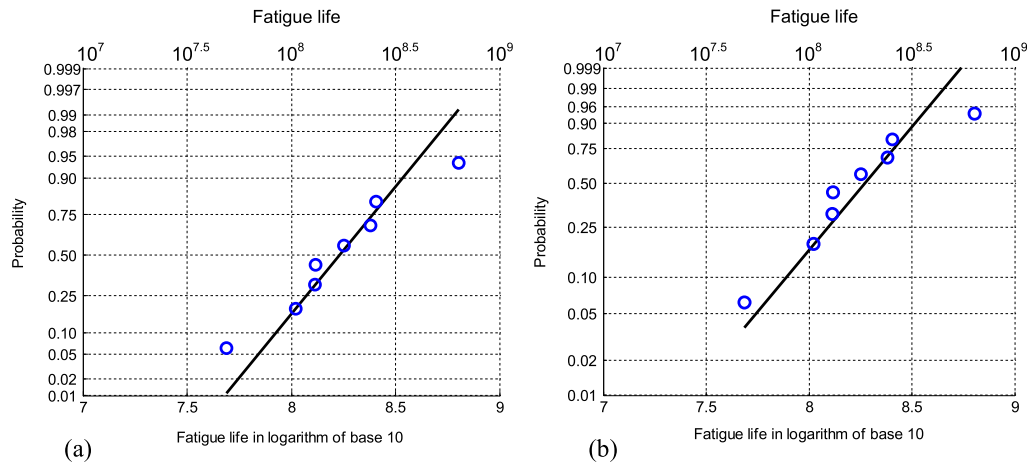 Fatigue life
10^7 10^7.5 10^8 10^8.5 10^9
0.999
0.997
0.99
0.98
0.95
0.90
0.75
0.50
0.25
0.10
0.05
0.02
0.01
Probability
7 7.5 8 8.5 9
Fatigue life in logarithm of base 10
(a)
Fatigue life
10^7 10^7.5 10^8 10^8.5 10^9
0.999
0.99
0.96
0.90
0.75
0.50
0.25
0.10
0.05
0.02
0.01
Probability
7 7.5 8 8.5 9
Fatigue life in logarithm of base 10
(b)